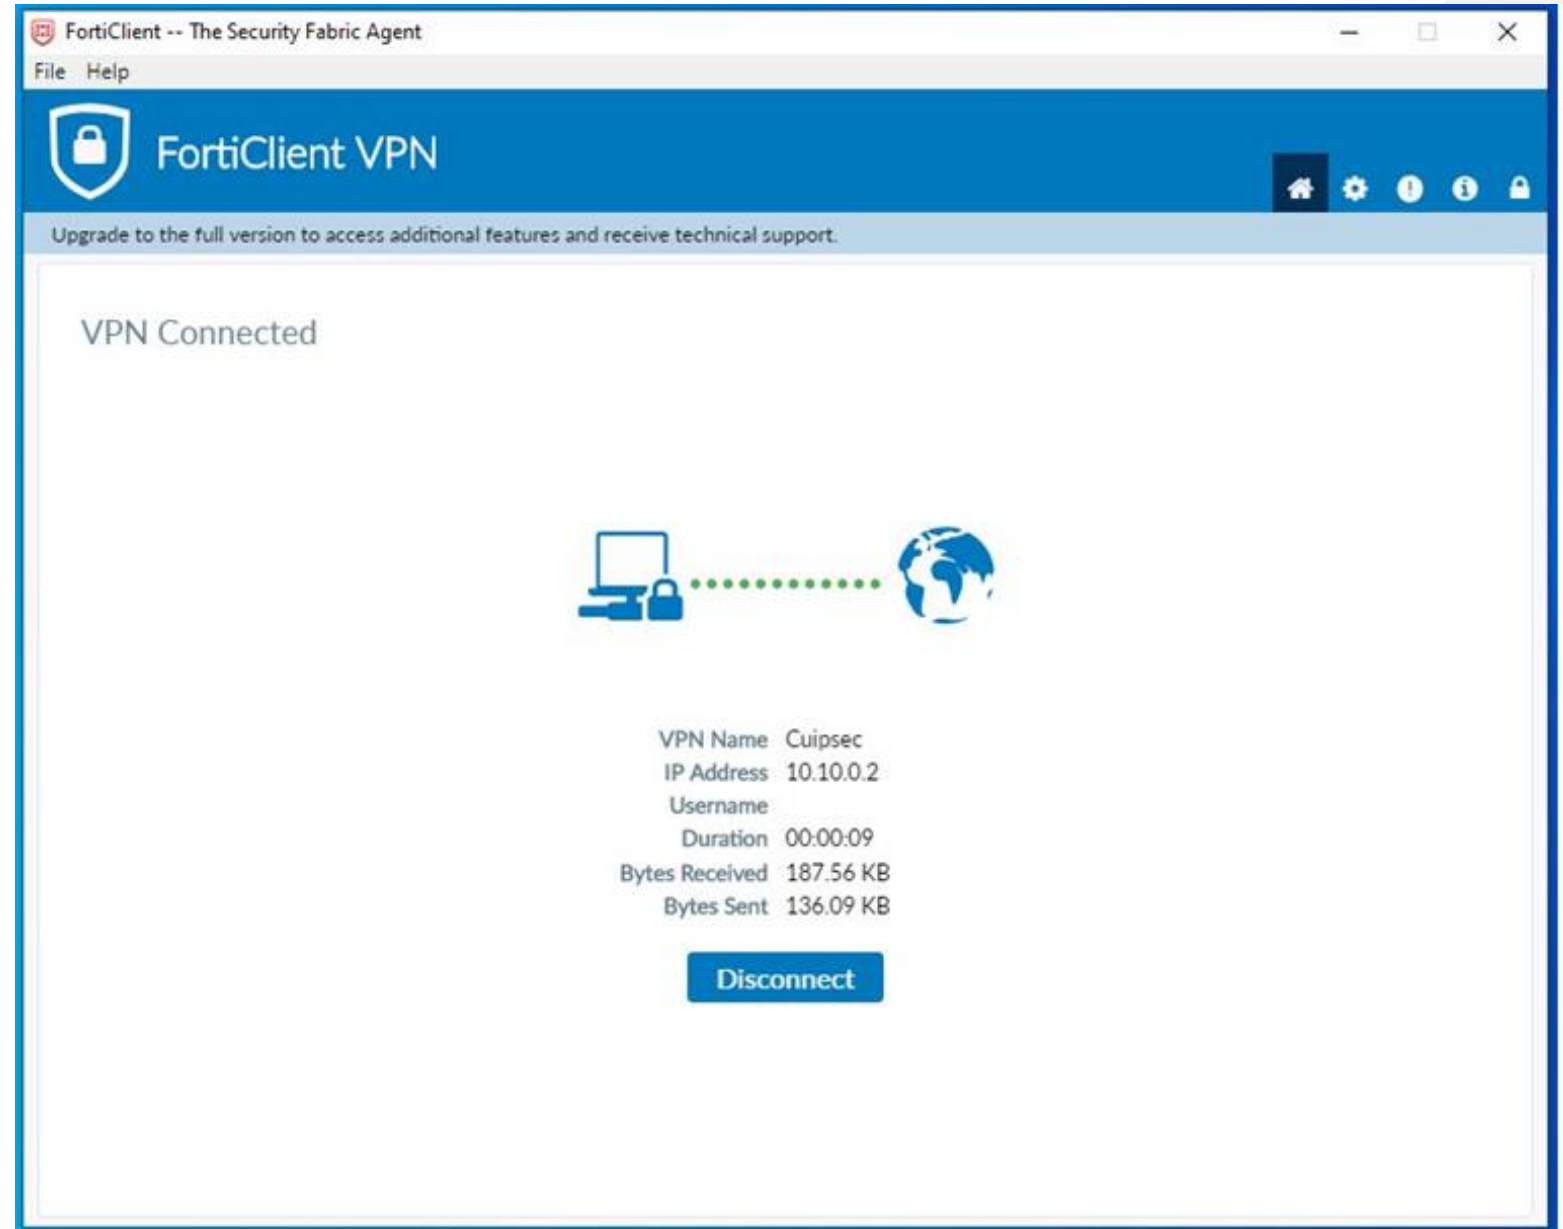 FortiClient -- The Security Fabric Agent
File Help
FortiClient VPN
Upgrade to the full version to access additional features and receive technical support.
VPN Connected
VPN Name Cuipsec
IP Address 10.10.0.2
Username
Duration 00:00:09
Bytes Received 187.56 KB
Bytes Sent 136.09 KB
Disconnect